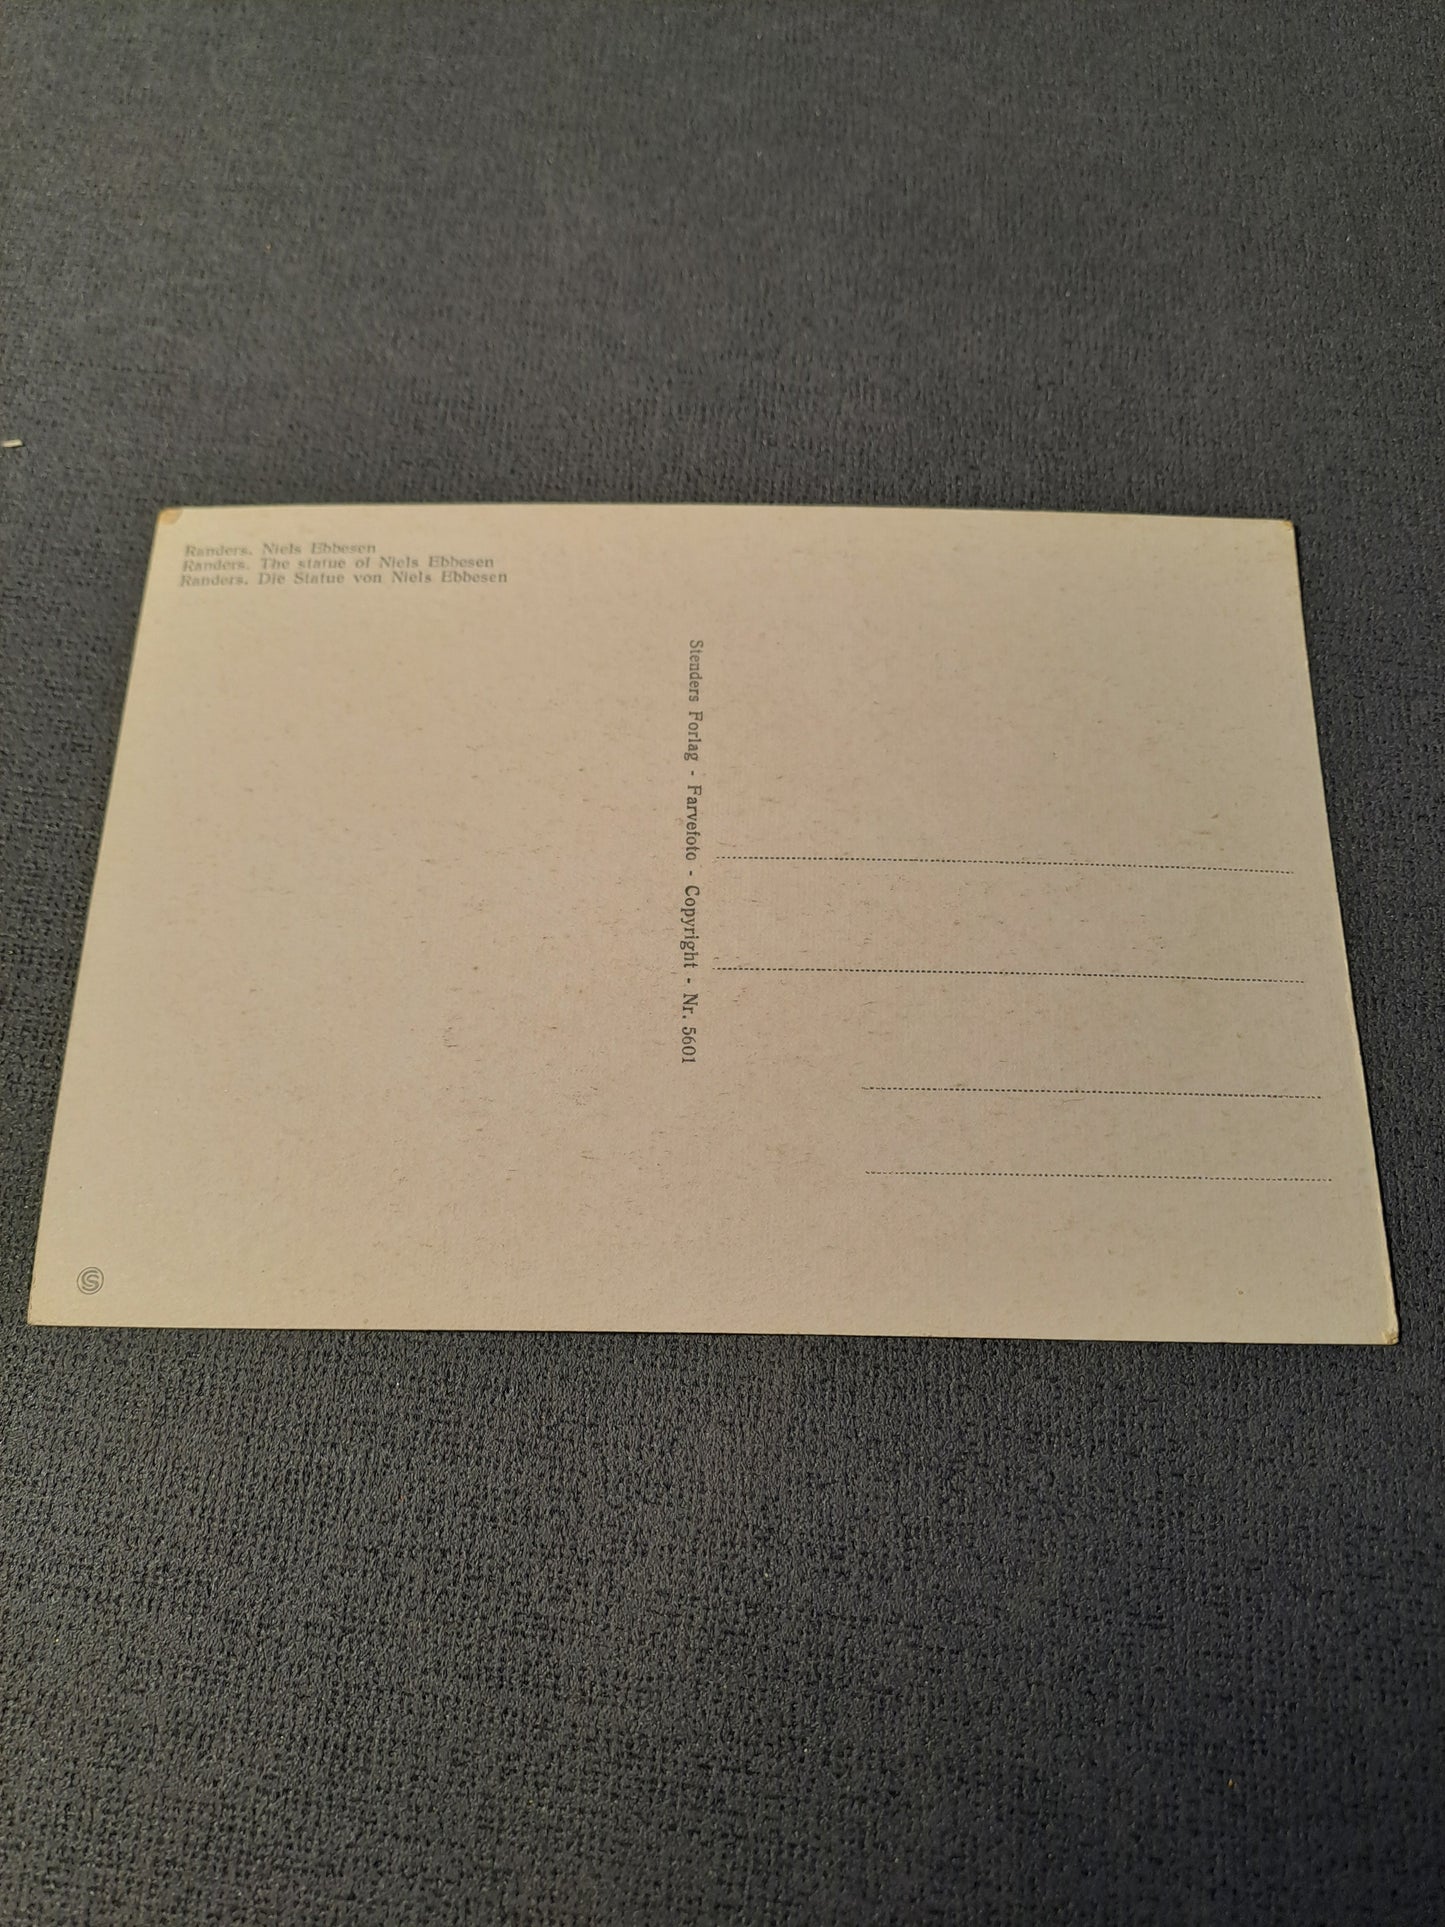 Randers. Niels Ebbesen
Randers. The statue of Niels Ebbesen
Randers. Die Statue von Niels Ebbesen
Stenders Forlag - Farvefoto - Copyright - Nr. 5601
S